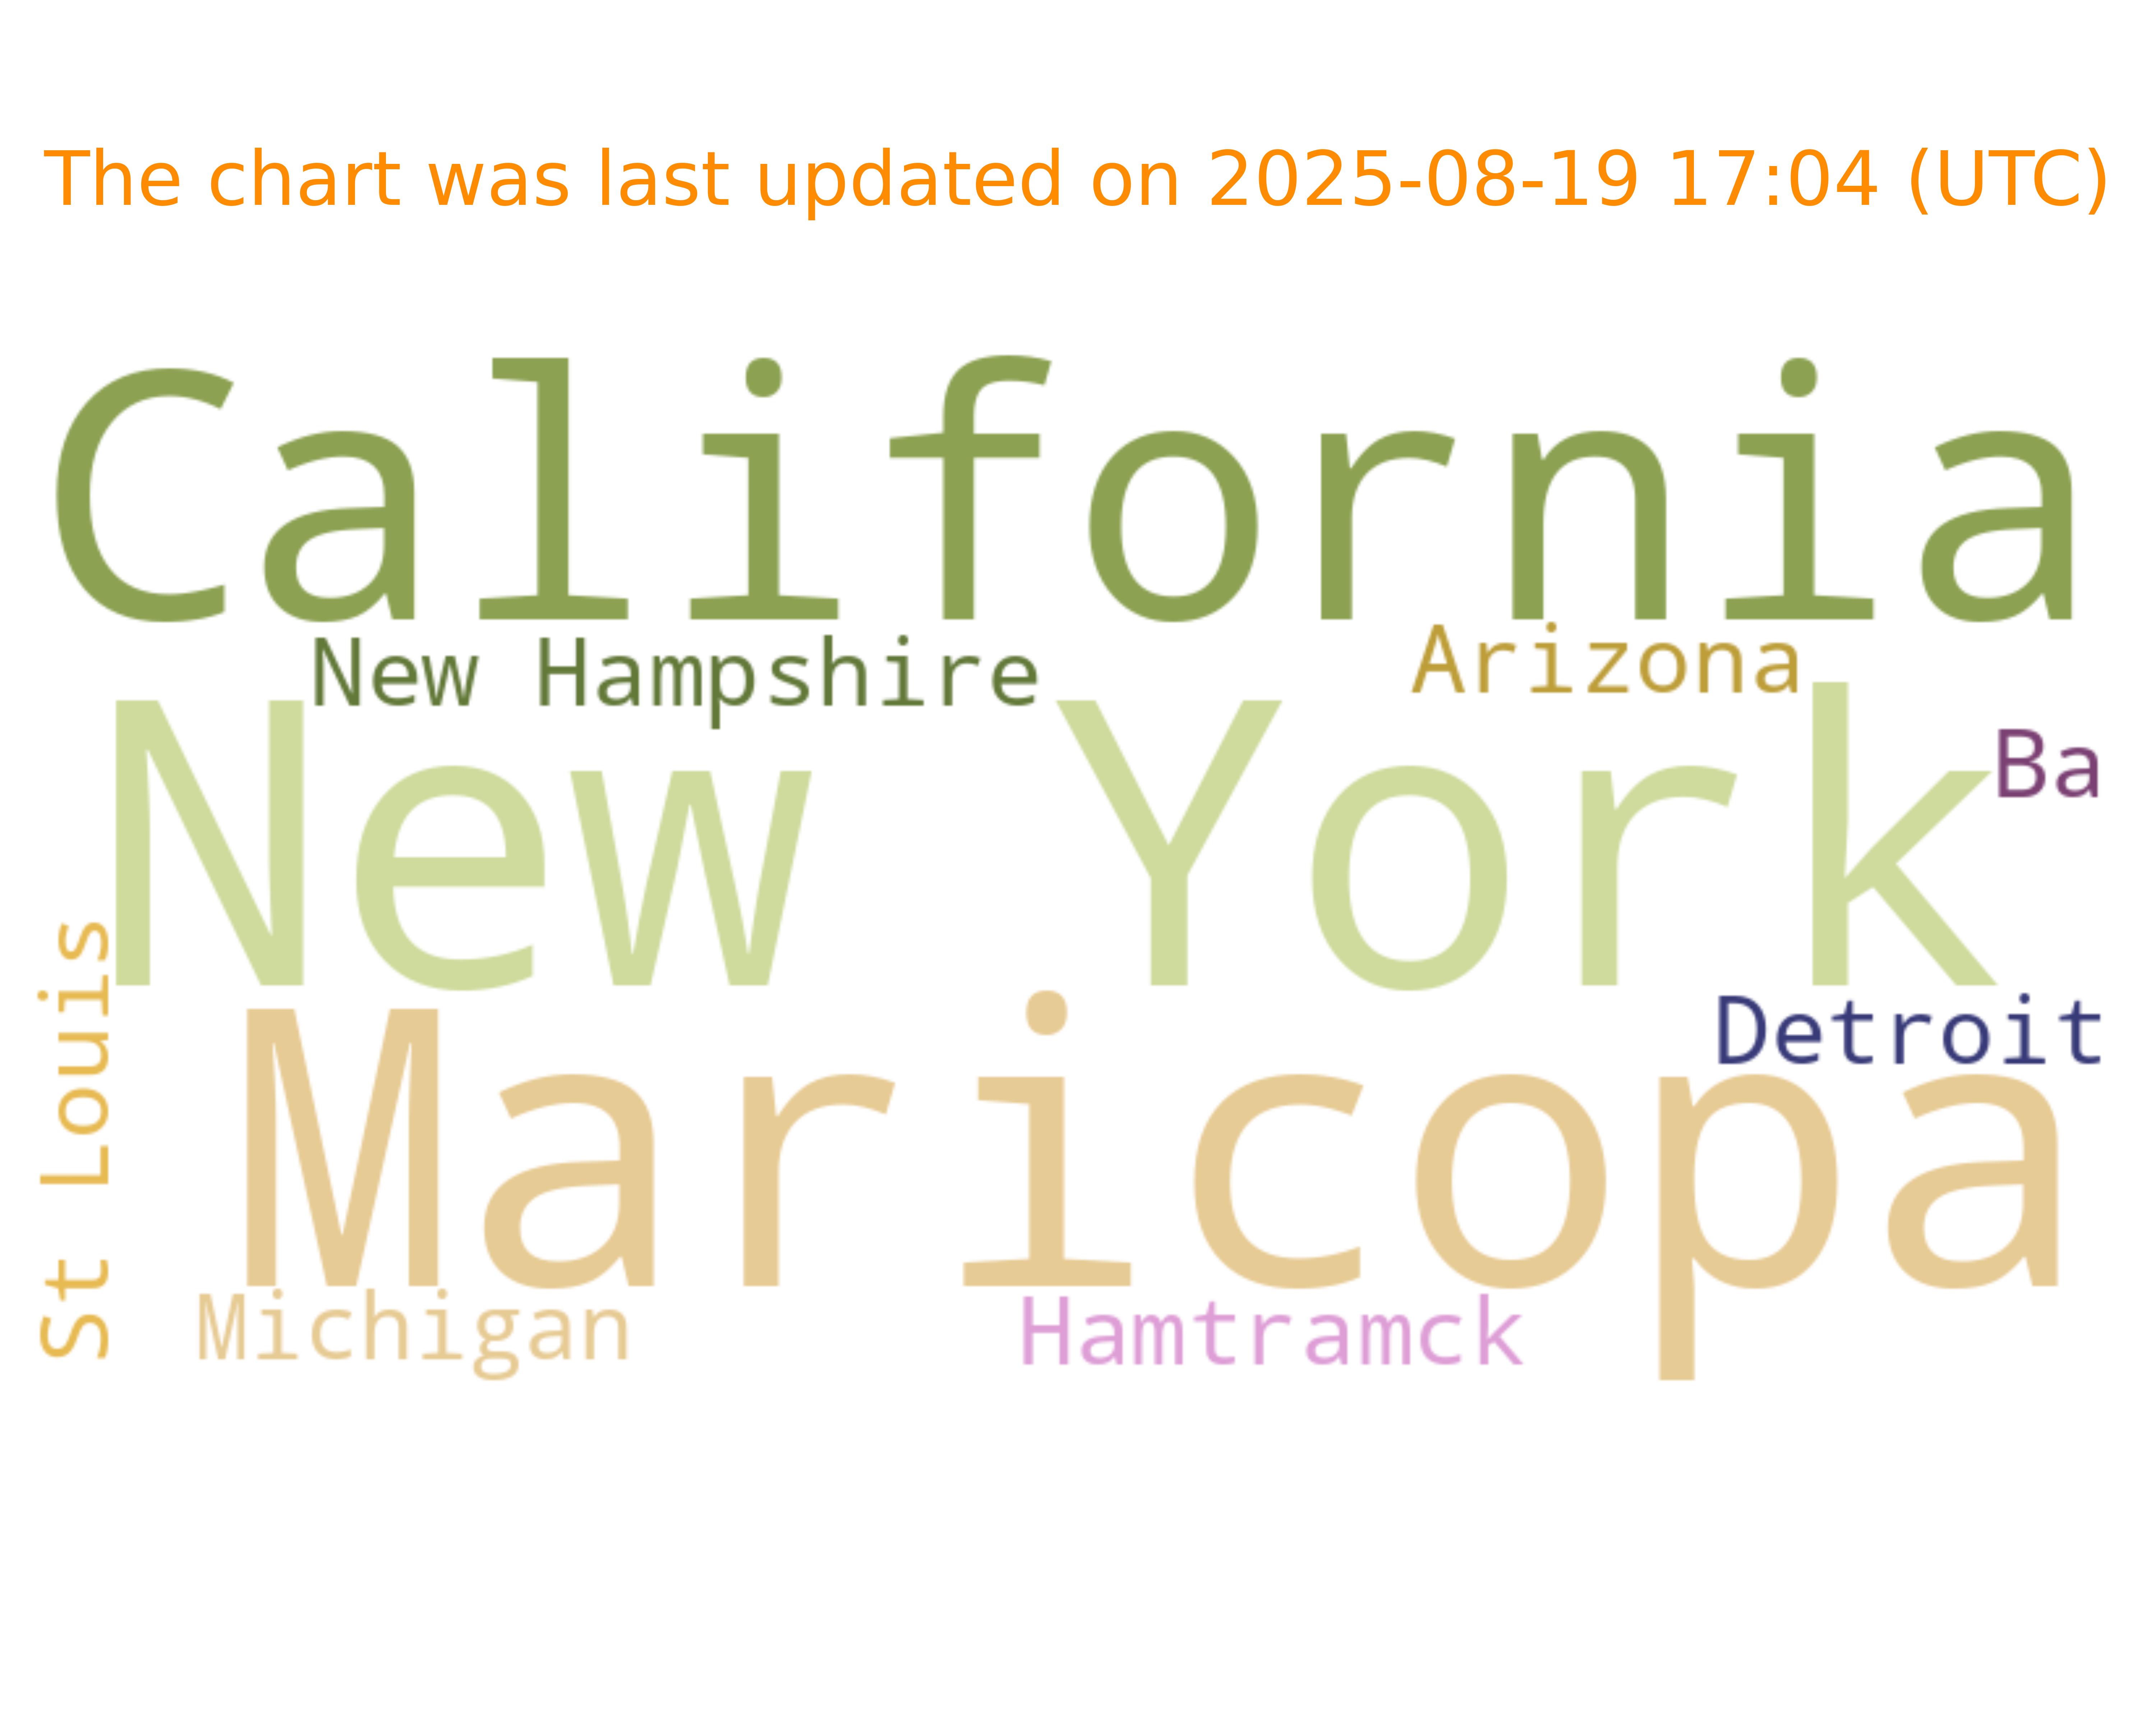 The chart was last updated on 2025-08-19 17:04 (UTC)
California
New Hampshire
Arizona
New York
Ba
St Louis
Detroit
Maricopa
Michigan
Hamtramck